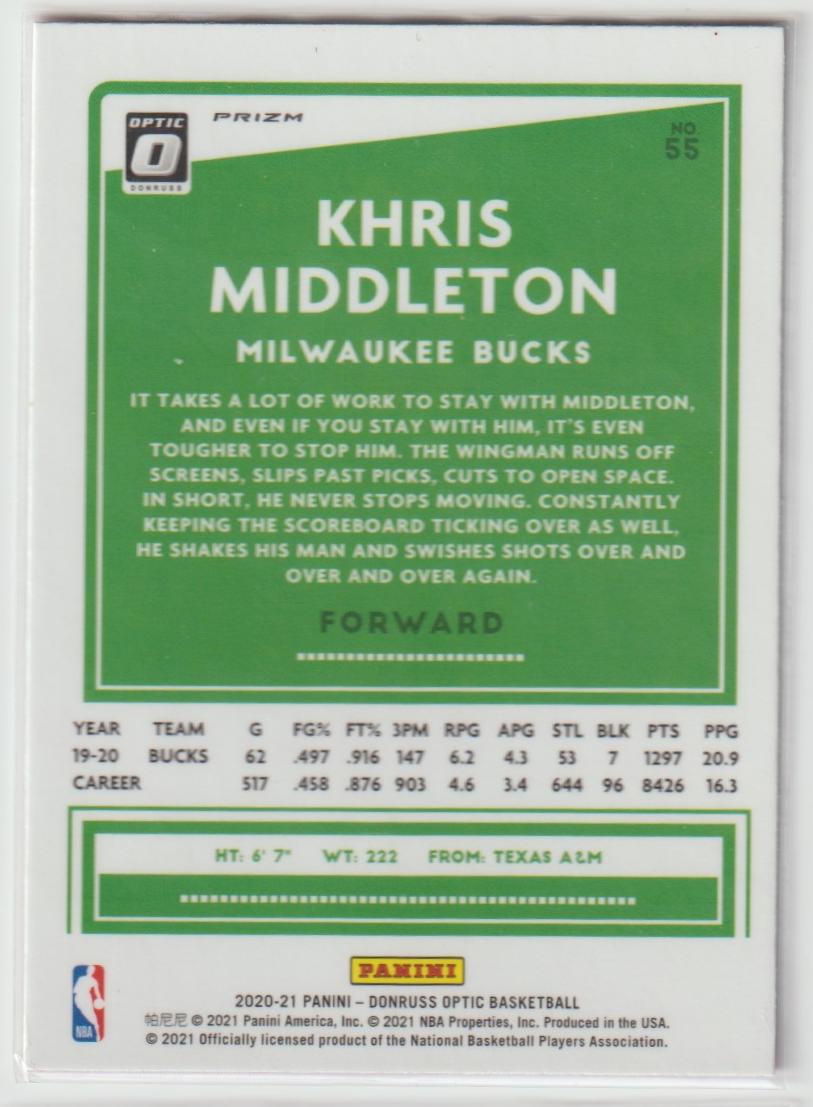 OPTIC
DONRUSS
PRIZM
NO.
55
KHRIS
MIDDLETON
MILWAUKEE BUCKS
IT TAKES A LOT OF WORK TO STAY WITH MIDDLETON,
AND EVEN IF YOU STAY WITH HIM, IT'S EVEN
TOUGHER TO STOP HIM. THE WINGMAN RUNS OFF
SCREENS, SLIPS PAST PICKS, CUTS TO OPEN SPACE.
IN SHORT, HE NEVER STOPS MOVING. CONSTANTLY
KEEPING THE SCOREBOARD TICKING OVER AS WELL,
HE SHAKES HIS MAN AND SWISHES SHOTS OVER AND
OVER AND OVER AGAIN.
FORWARD
YEAR TEAM G FG% FT% 3PM RPG APG STL BLK PTS PPG
19-20 BUCKS 62 .497 .916 147 6.2 4.3 53 7 1297 20.9
CAREER 517 .458 .876 903 4.6 3.4 644 96 8426 16.3
HT: 6' 7" WT: 222 FROM: TEXAS A&M
PANINI
NBA
2020-21 PANINI – DONRUSS OPTIC BASKETBALL
帕尼尼 © 2021 Panini America, Inc. © 2021 NBA Properties, Inc. Produced in the USA.
© 2021 Officially licensed product of the National Basketball Players Association.